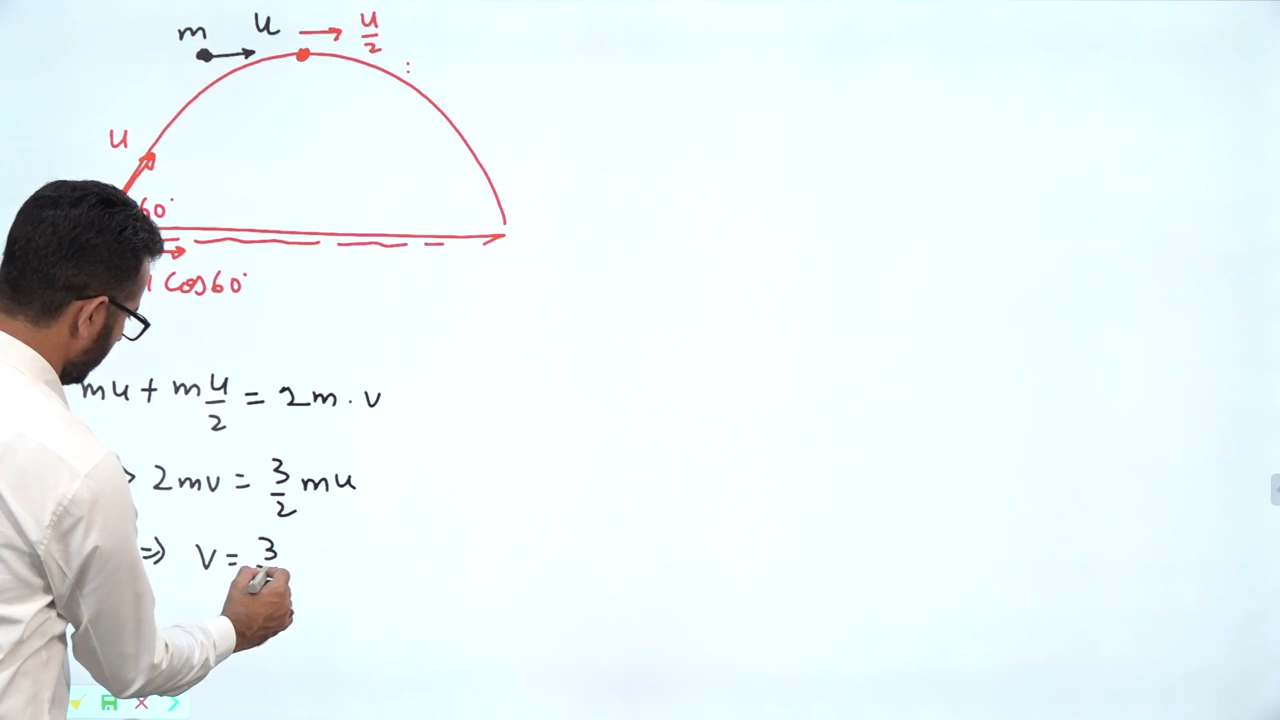 m u u/2
u
60°
cos60°
mu + m u/2 = 2m . v
2mv = 3/2 mu
⇒ v = 3